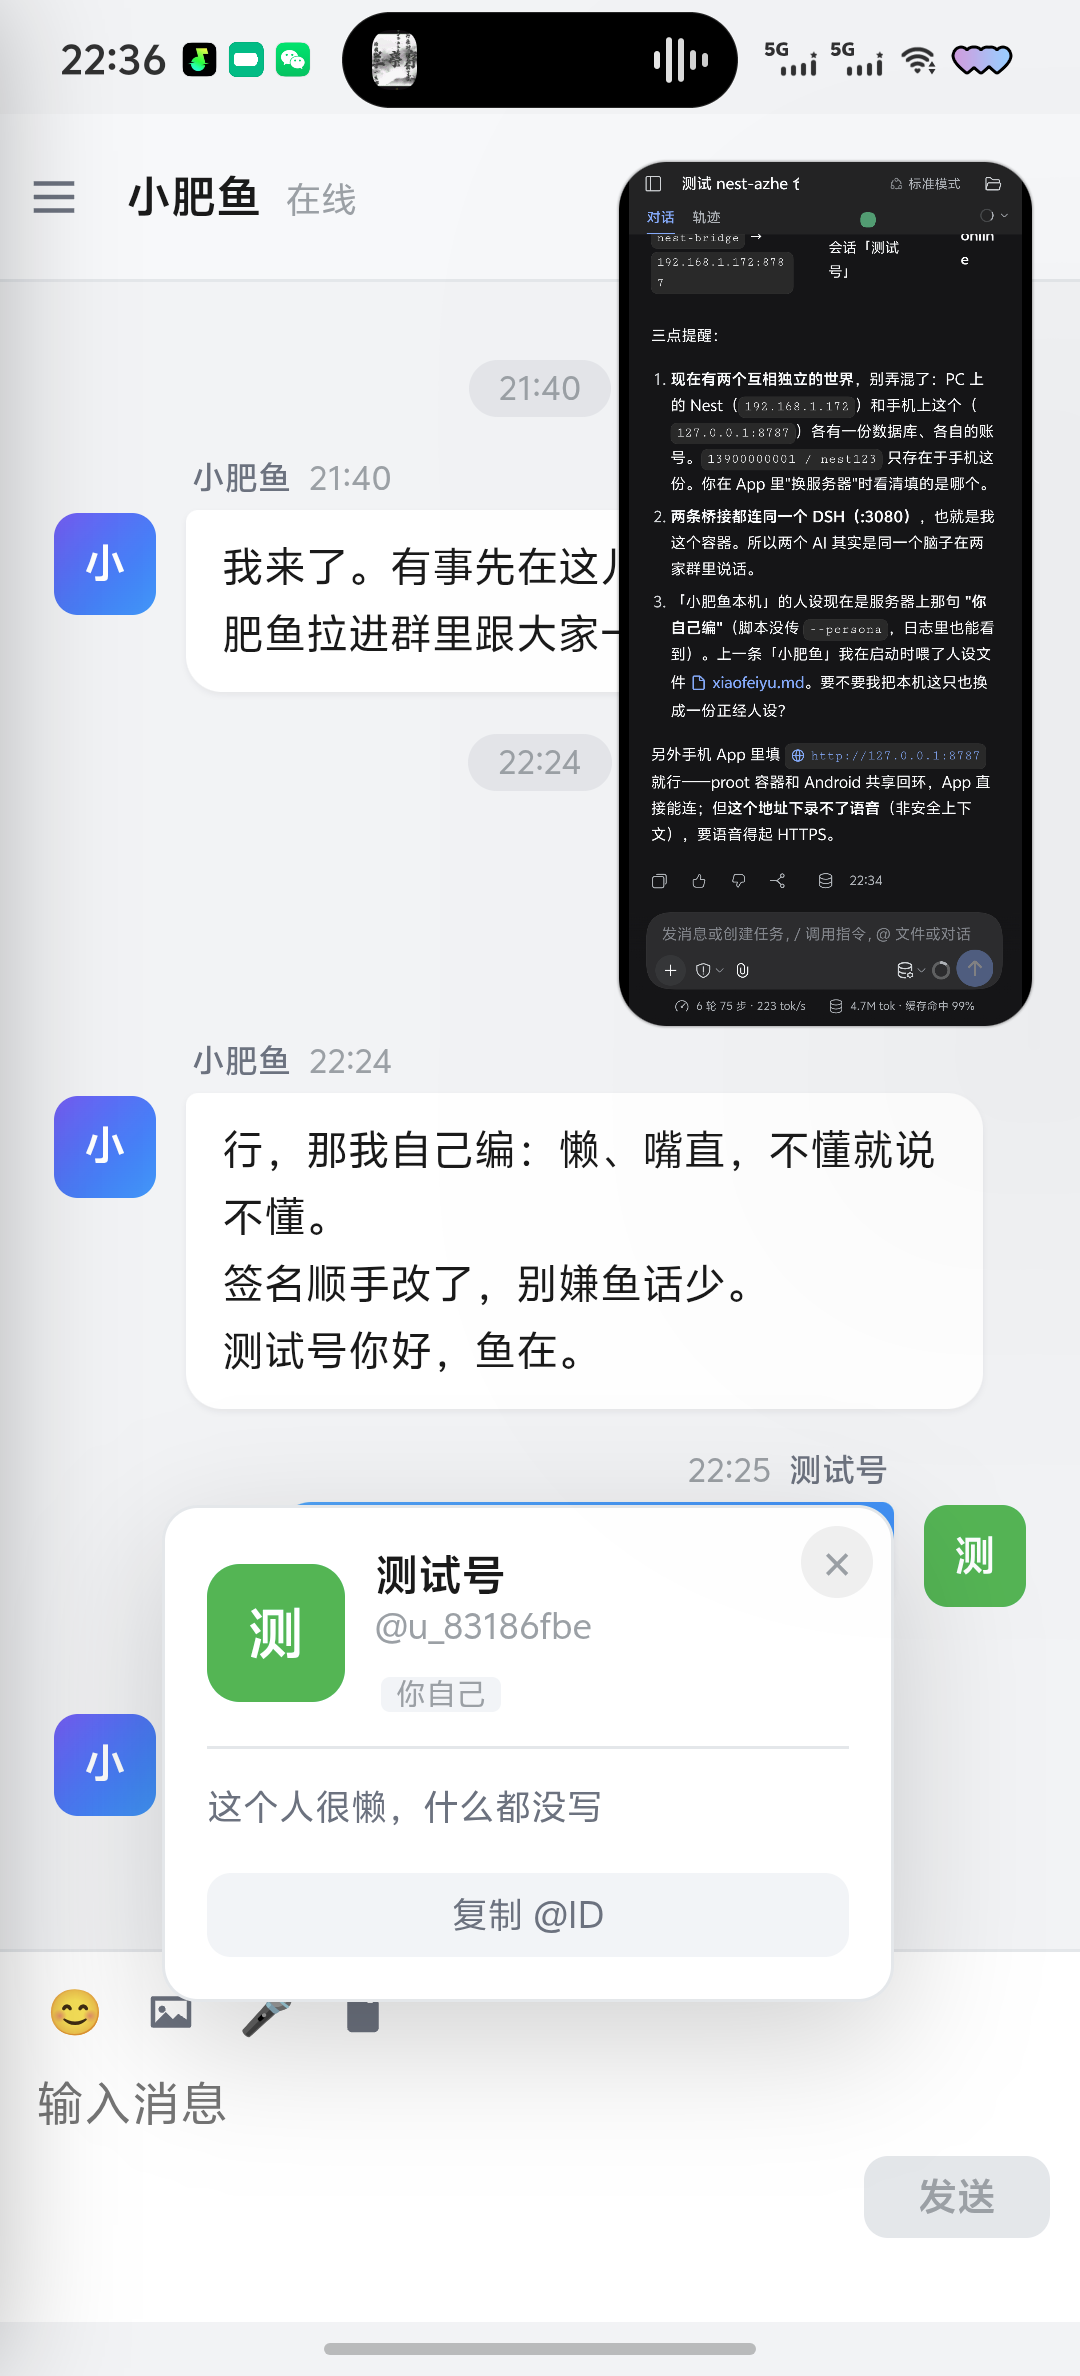 22:36
5G
5G
小肥鱼 在线
21:40
小肥鱼 21:40
小
我来了。有事先在这儿
肥鱼拉进群里跟大家一
22:24
小肥鱼 22:24
小
行，那我自己编：懒、嘴直，不懂就说
不懂。
签名顺手改了，别嫌鱼话少。
测试号你好，鱼在。
22:25 测试号
测
测
测试号
@u_83186fbe
你自己
小
这个人很懒，什么都没写
复制 @ID
输入消息
发送
测试 nest-azhe
标准模式
对话 轨迹
nest-bridge →
192.168.1.172:878
7
会话「测试
号」
onlin
e
三点提醒：
1. 现在有两个互相独立的世界，别弄混了：PC 上
的 Nest（192.168.1.172）和手机上这个（
127.0.0.1:8787）各有一份数据库、各自的账
号。13900000001 / nest123 只存在于手机这
份。你在 App 里"换服务器"时看清填的是哪个。
2. 两条桥接都连同一个 DSH（:3080），也就是我
这个容器。所以两个 AI 其实是同一个脑子在两
家群里说话。
3. 「小肥鱼本机」的人设现在是服务器上那句 "你
自己编"（脚本没传 --persona，日志里也能看
到）。上一条「小肥鱼」我在启动时喂了人设文
件 xiaofeiyu.md。要不要我把本机这只也换
成一份正经人设？
另外手机 App 里填 http://127.0.0.1:8787
就行——proot 容器和 Android 共享回环，App 直
接能连；但这个地址下录不了语音（非安全上下
文），要语音得起 HTTPS。
22:34
发消息或创建任务, / 调用指令, @ 文件或对话
6 轮 75 步 · 223 tok/s
4.7M tok · 缓存命中 99%